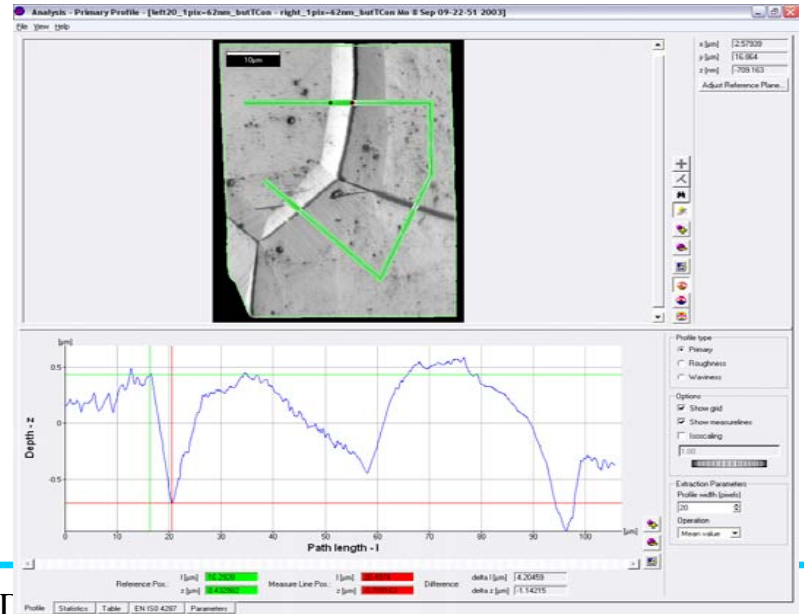 Analysis - Primary Profile - [left20_1pix=62nm_butTCon - right_1pix=62nm_butTCon Mo 8 Sep 09-22-51 2003]
File View Help
10µm
x [µm] 2.57939
y [µm] 16.864
z [nm] -709.163
Adjust Reference Plane...
[µm]
0.5
0
-0.5
Depth - z
0 10 20 30 40 50 60 70 80 90 100 [µm]
Path length - l
Profile type
Primary
Roughness
Waviness
Options
Show grid
Show measurelines
Isoscaling
1.00
Extraction Parameters
Profile width [pixels]
20
Operation
Mean value
Reference Pos.: l [µm] 16.2928 Measure Line Pos.: l [µm] Difference: delta l [µm] 4.20459
z [µm] 0.432982 z [µm] delta z [µm] -1.14215
Profile Statistics Table EN ISO 4287 Parameters